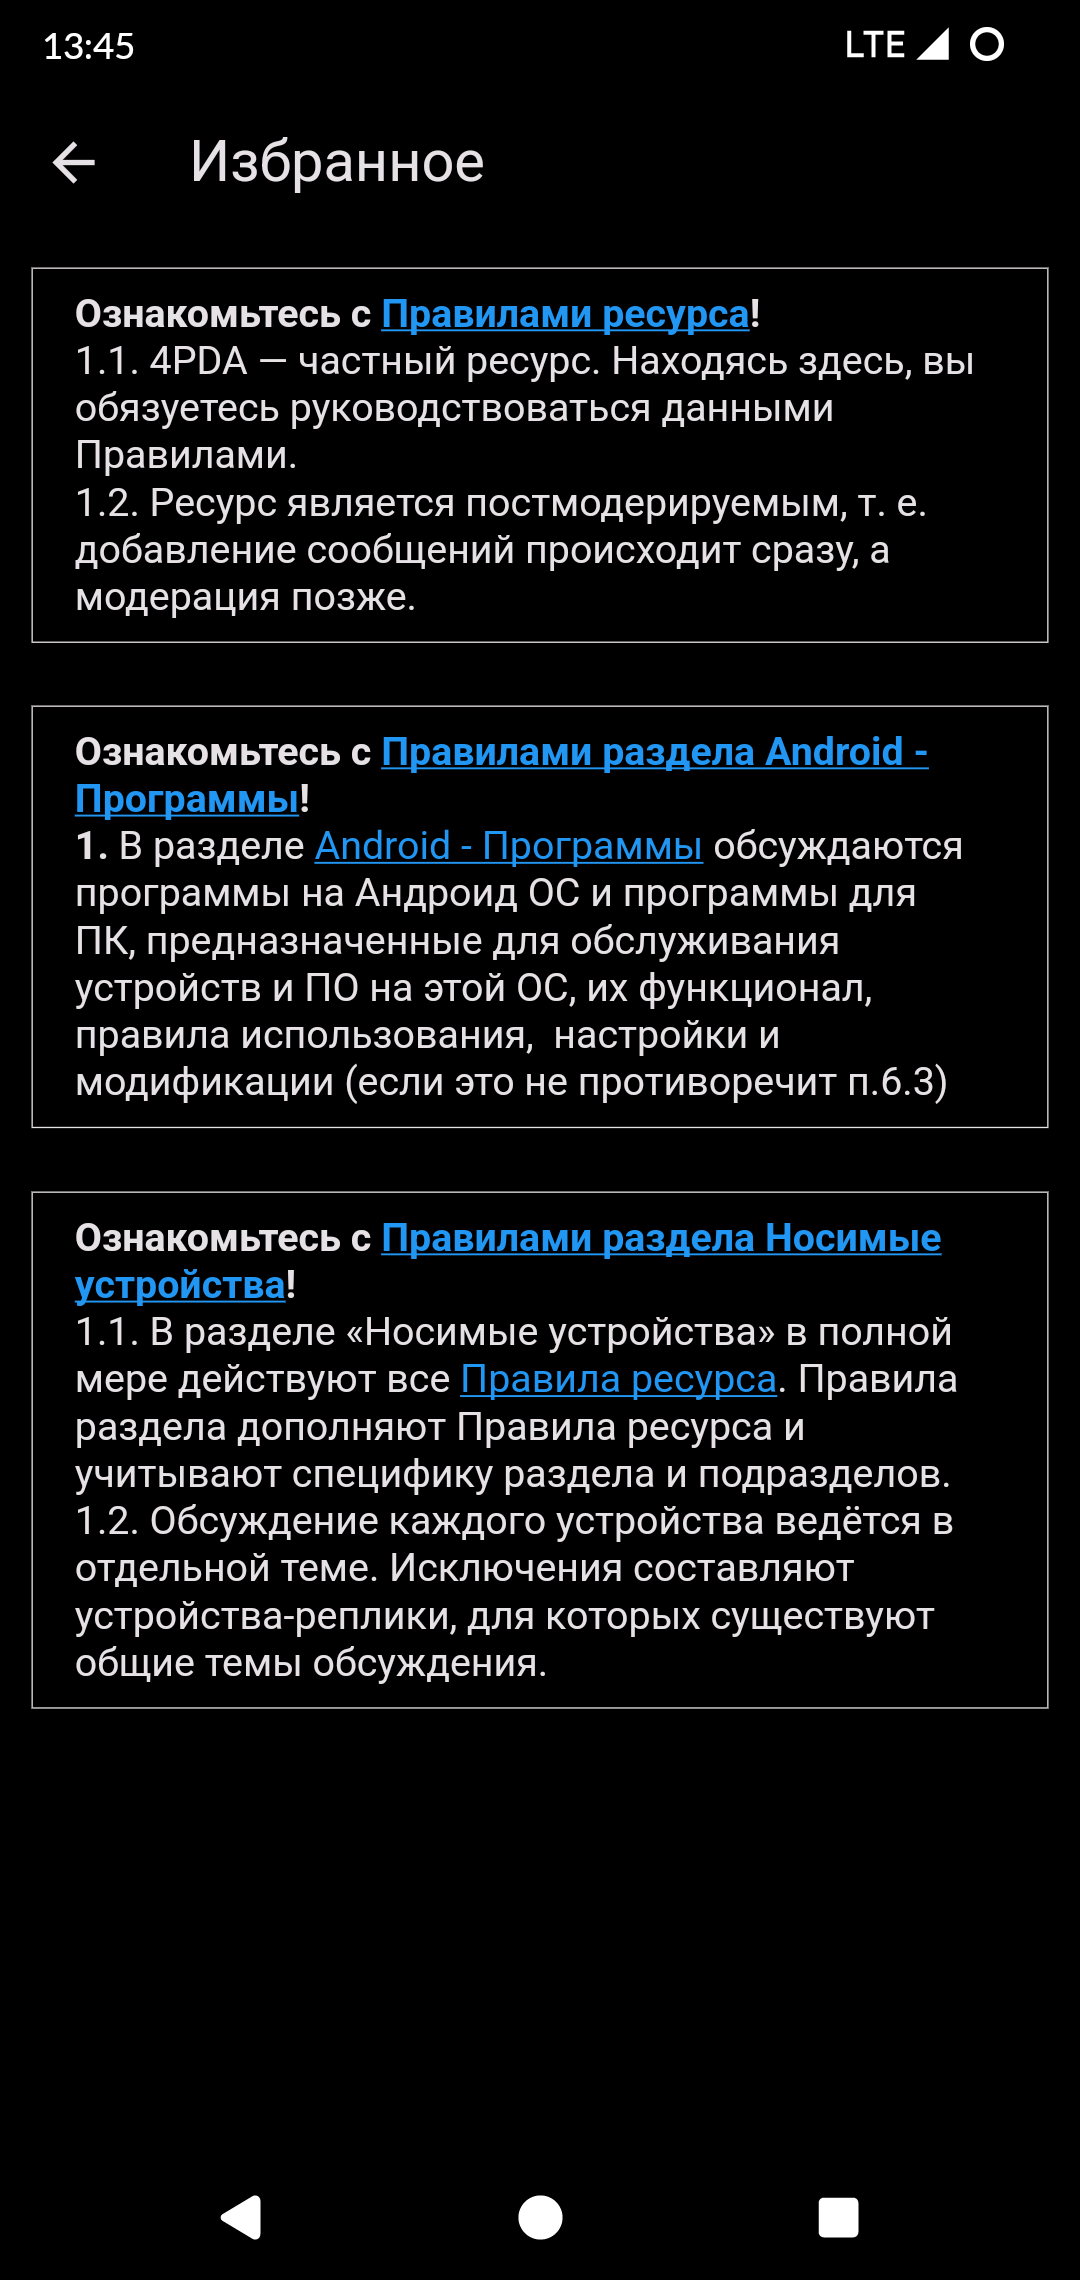 13:45
LTE
Избранное
Ознакомьтесь с Правилами ресурса!
1.1. 4PDA — частный ресурс. Находясь здесь, вы
обязуетесь руководствоваться данными
Правилами.
1.2. Ресурс является постмодерируемым, т. е.
добавление сообщений происходит сразу, а
модерация позже.
Ознакомьтесь с Правилами раздела Android -
Программы!
1. В разделе Android - Программы обсуждаются
программы на Андроид ОС и программы для
ПК, предназначенные для обслуживания
устройств и ПО на этой ОС, их функционал,
правила использования,  настройки и
модификации (если это не противоречит п.6.3)
Ознакомьтесь с Правилами раздела Носимые
устройства!
1.1. В разделе «Носимые устройства» в полной
мере действуют все Правила ресурса. Правила
раздела дополняют Правила ресурса и
учитывают специфику раздела и подразделов.
1.2. Обсуждение каждого устройства ведётся в
отдельной теме. Исключения составляют
устройства-реплики, для которых существуют
общие темы обсуждения.